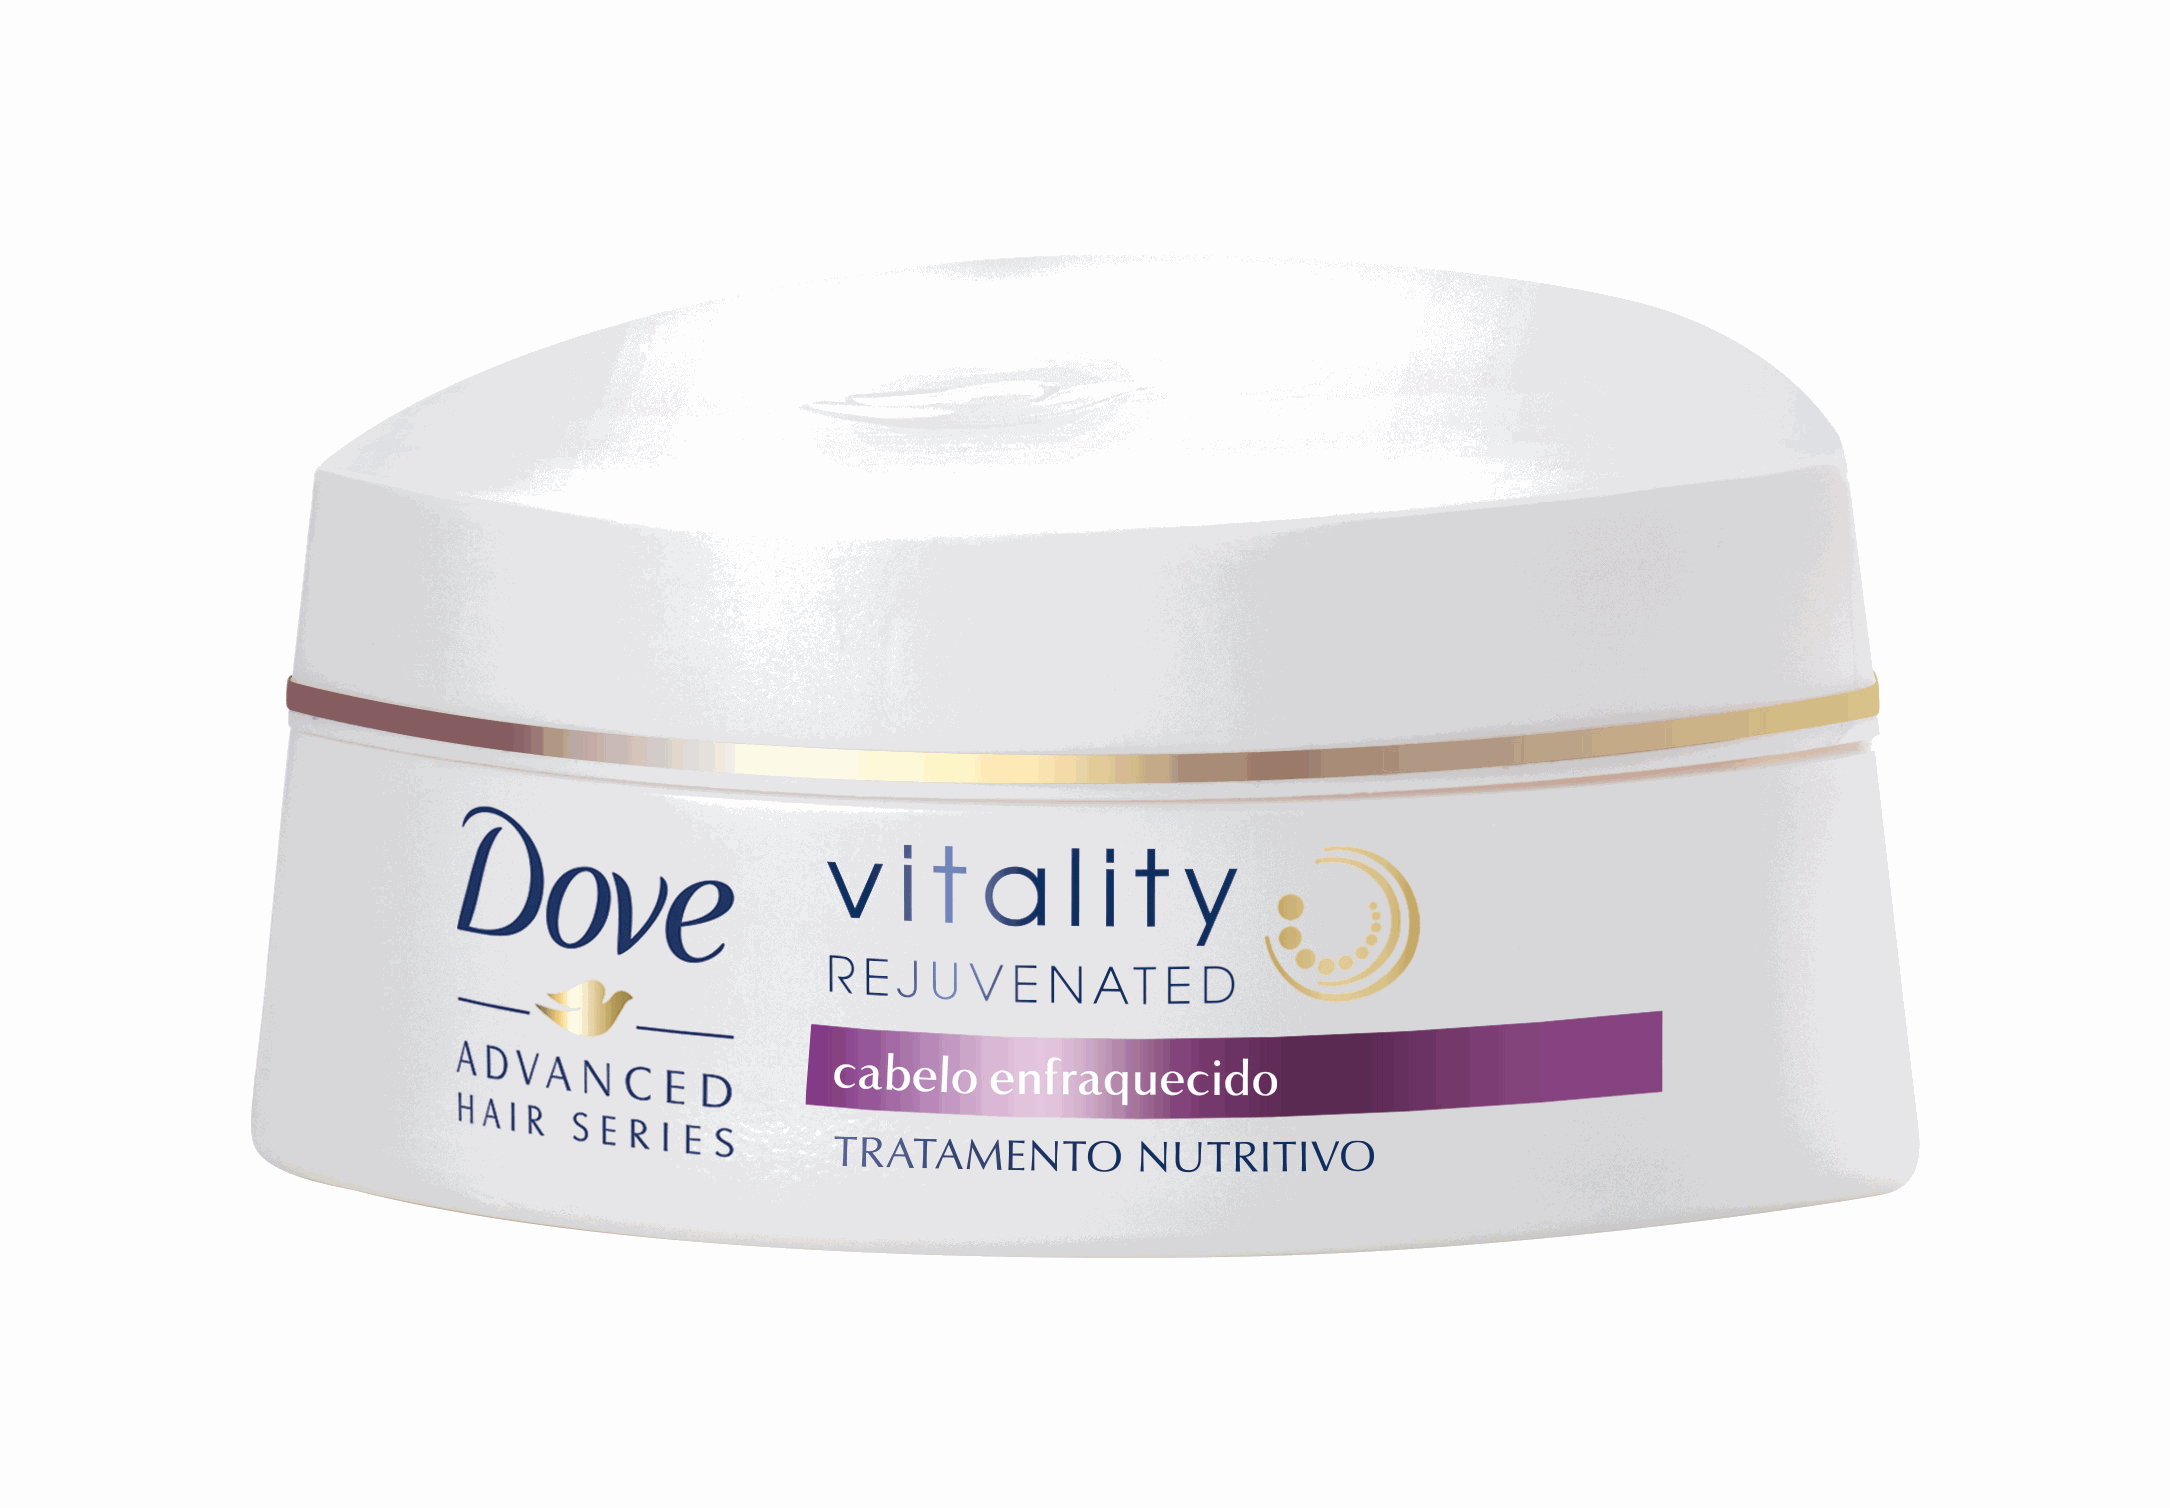 Dove
ADVANCED
HAIR SERIES
vitality
REJUVENATED
cabelo enfraquecido
TRATAMENTO NUTRITIVO